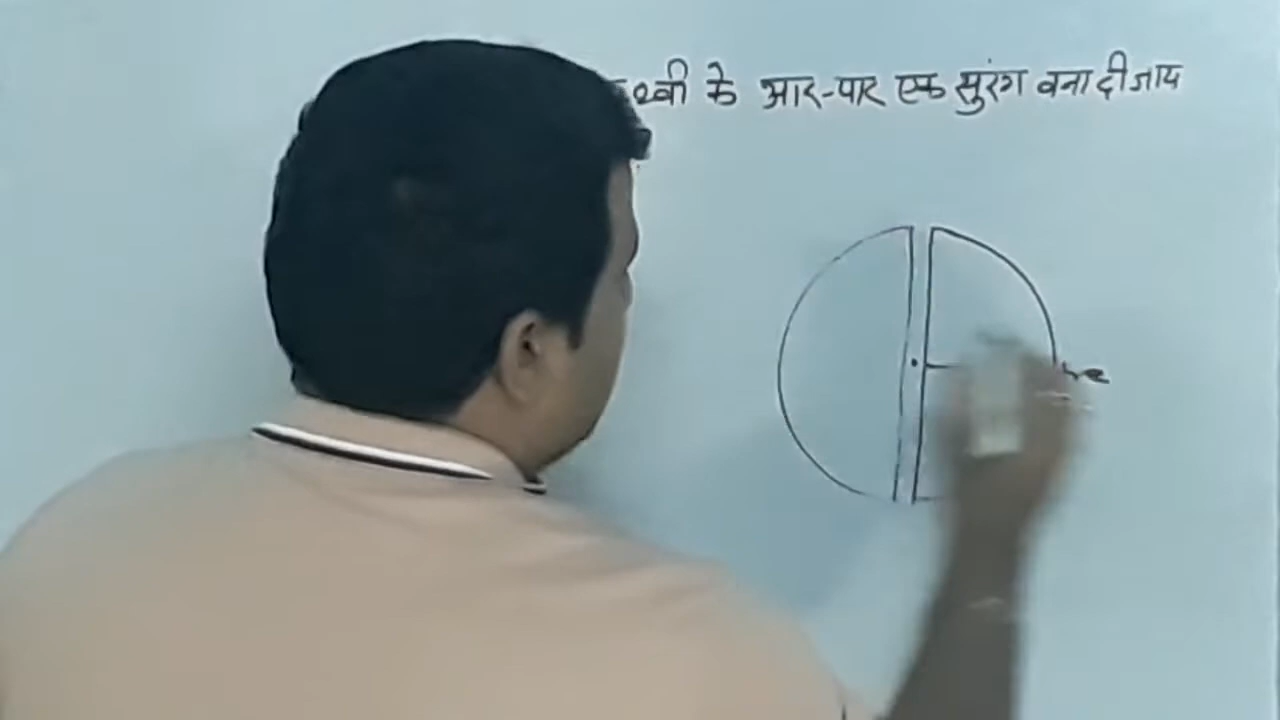 के आर-पार एक सुरंग बना दी जाय